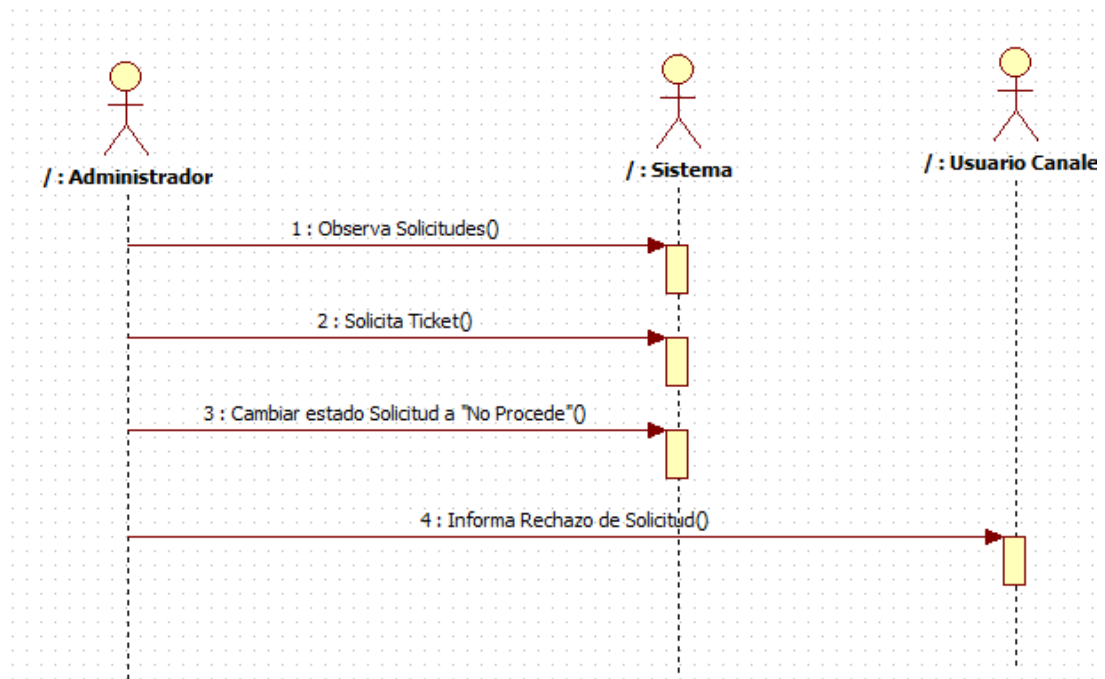 / : Administrador
/ : Sistema
/ : Usuario Canale
1 : Observa Solicitudes()
2 : Solicita Ticket()
3 : Cambiar estado Solicitud a "No Procede"()
4 : Informa Rechazo de Solicitud()